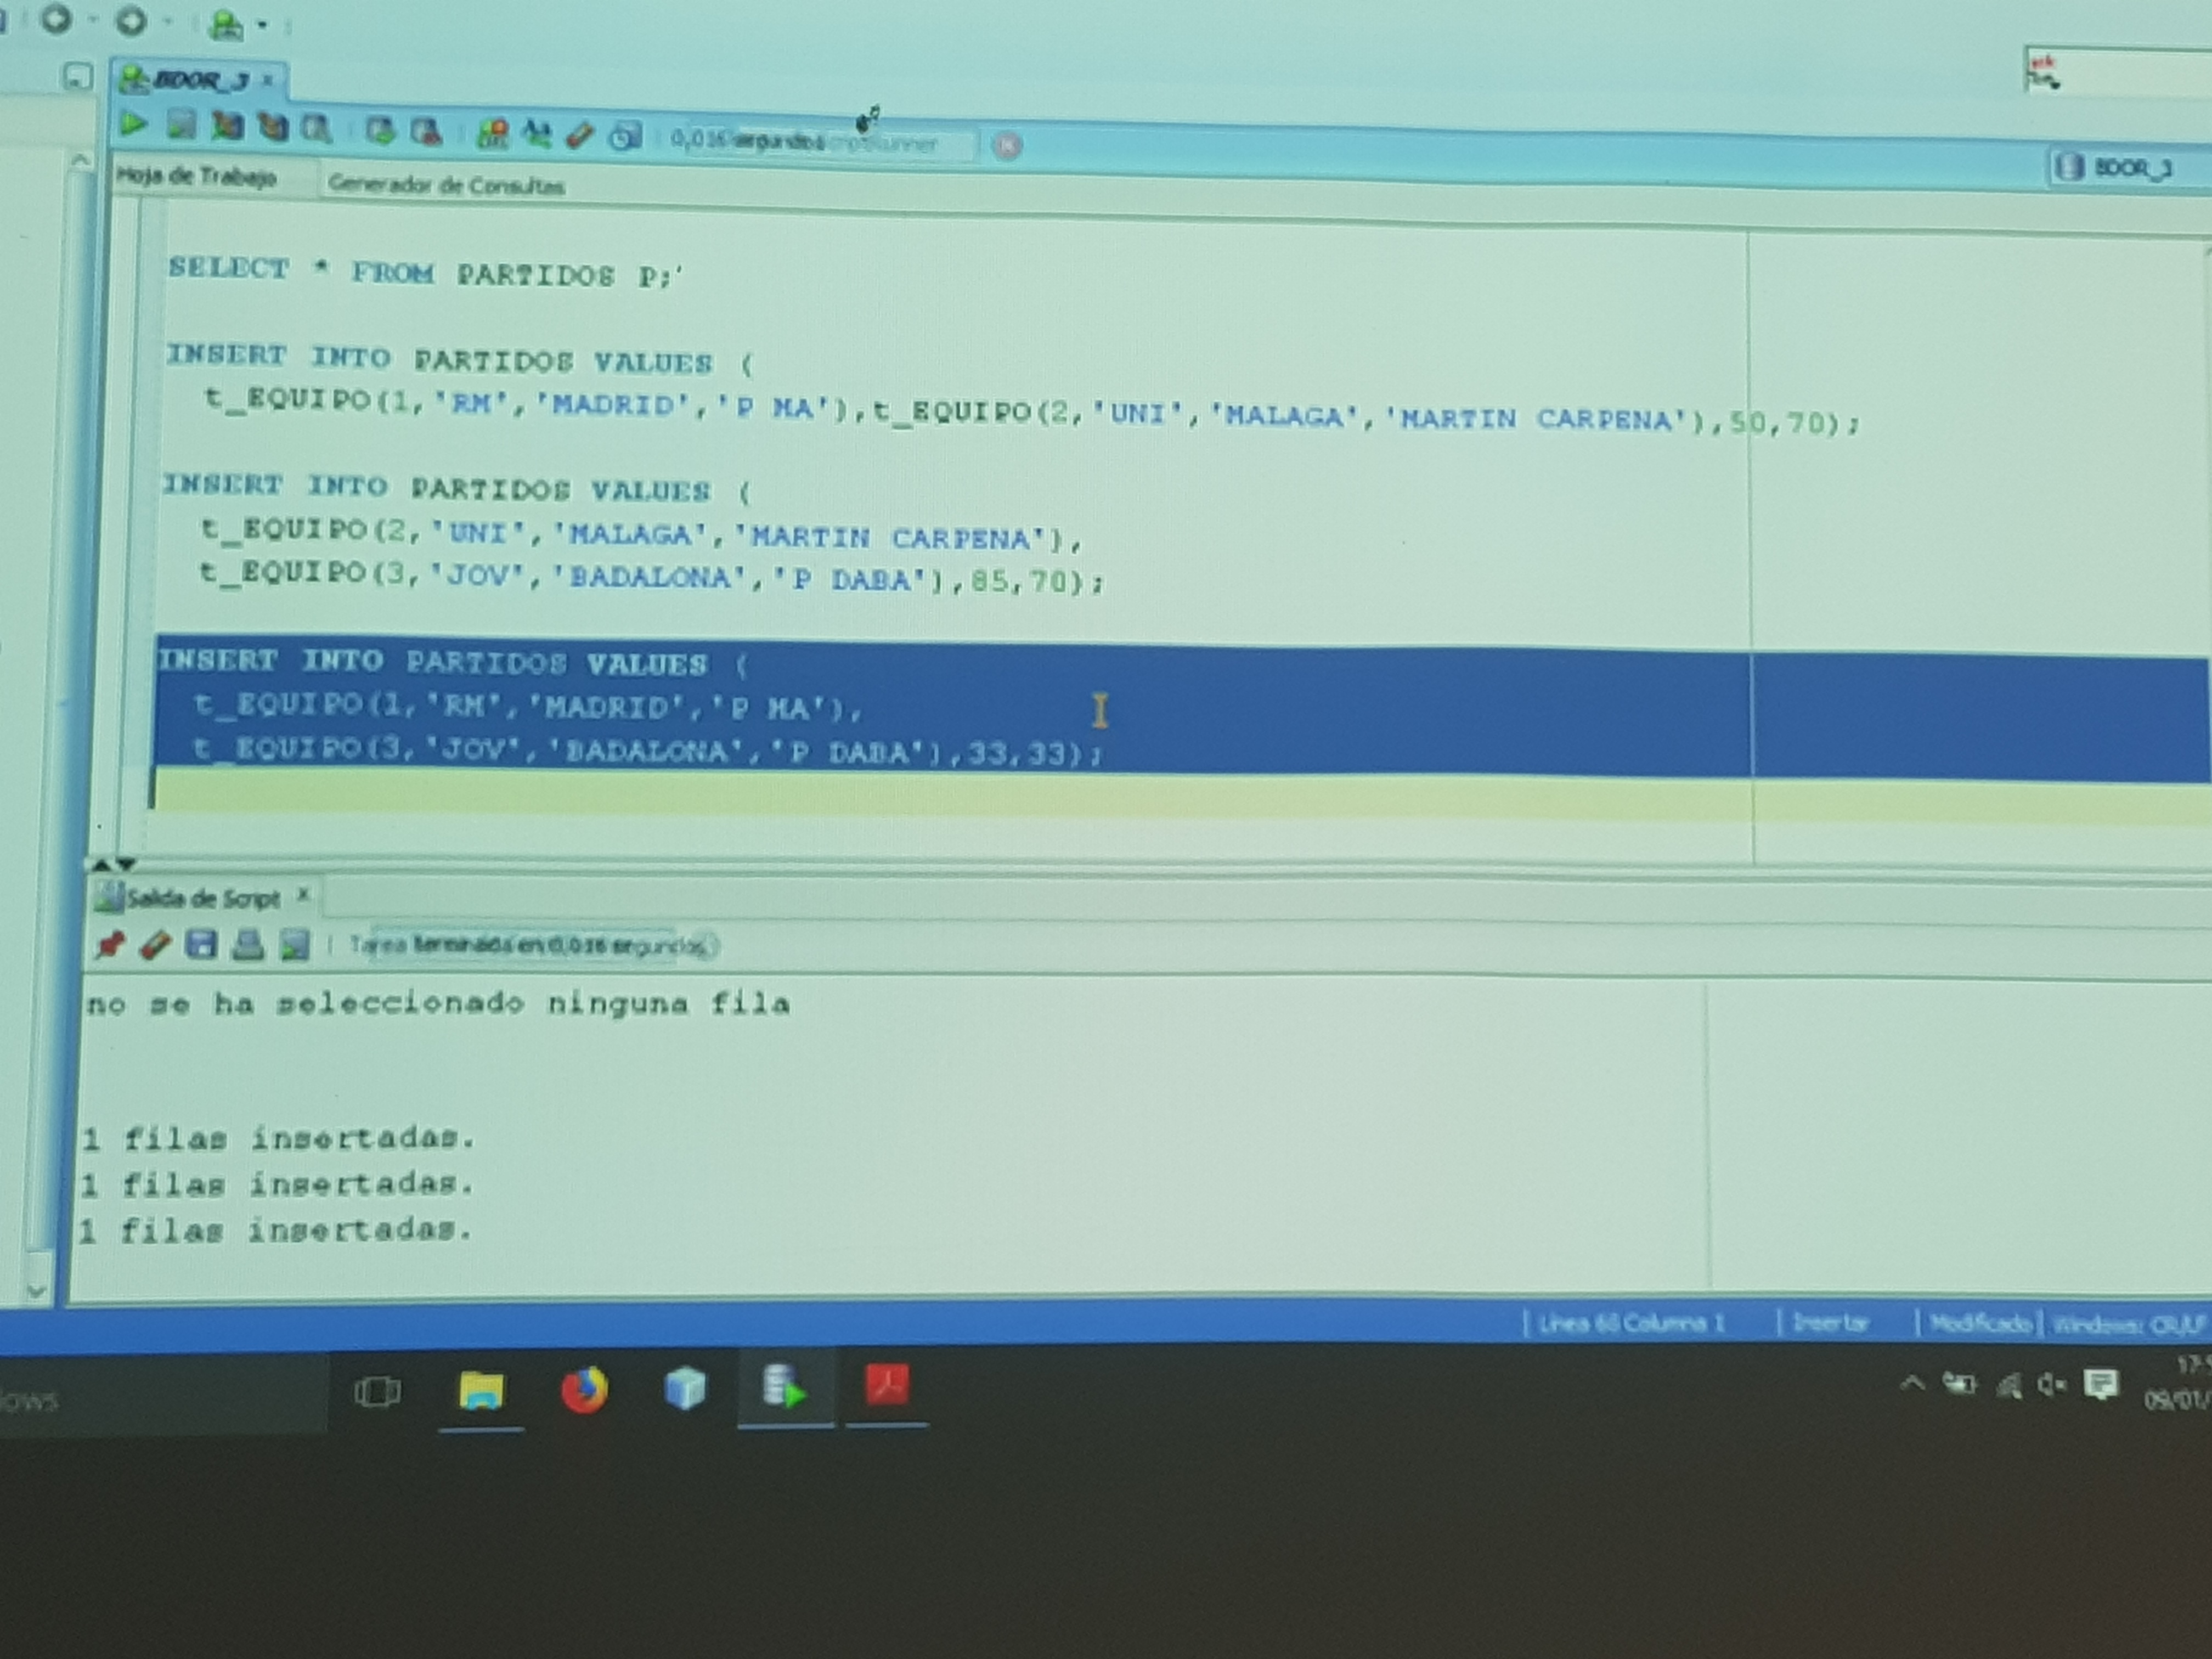 BDOR_3
0,016 segundos
BDOR_3
Hoja de Trabajo Generador de Consultas
SELECT * FROM PARTIDOS P;'
INSERT INTO PARTIDOS VALUES (
t_EQUIPO(1,'RM','MADRID','P MA'),t_EQUIPO(2,'UNI','MALAGA','MARTIN CARPENA'),50,70);
INSERT INTO PARTIDOS VALUES (
t_EQUIPO(2,'UNI','MALAGA','MARTIN CARPENA'),
t_EQUIPO(3,'JOV','BADALONA','P DABA'),85,70);
INSERT INTO PARTIDOS VALUES (
t_EQUIPO(1,'RM','MADRID','P MA'),
t_EQUIPO(3,'JOV','BADALONA','P DABA'),33,33);
Salida de Script
Tarea terminada en 0,016 segundos
no se ha seleccionado ninguna fila
1 filas insertadas.
1 filas insertadas.
1 filas insertadas.
Línea 68 Columna 1 Insertar Modificado Windows: CR/LF
09/01/